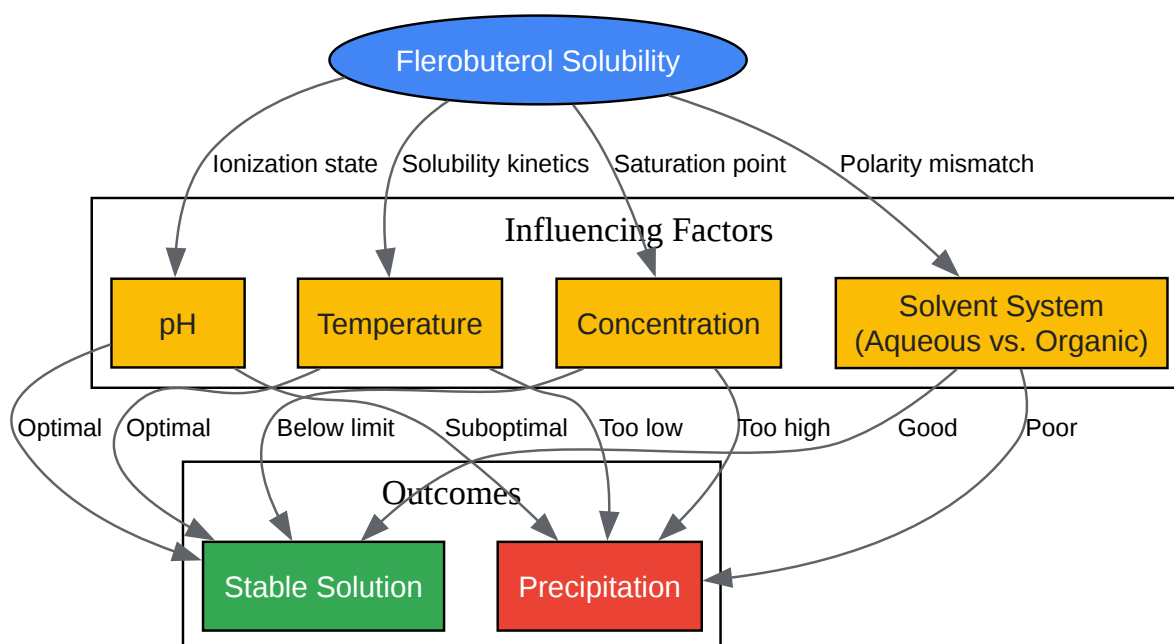 Flerobuterol Solubility
Ionization state
Solubility kinetics
Saturation point
Polarity mismatch
Influencing Factors
pH
Temperature
Concentration
Solvent System
(Aqueous vs. Organic)
Optimal
Optimal
Below limit
Suboptimal
Too low
Too high
Good
Poor
Outcomes
Stable Solution
Precipitation